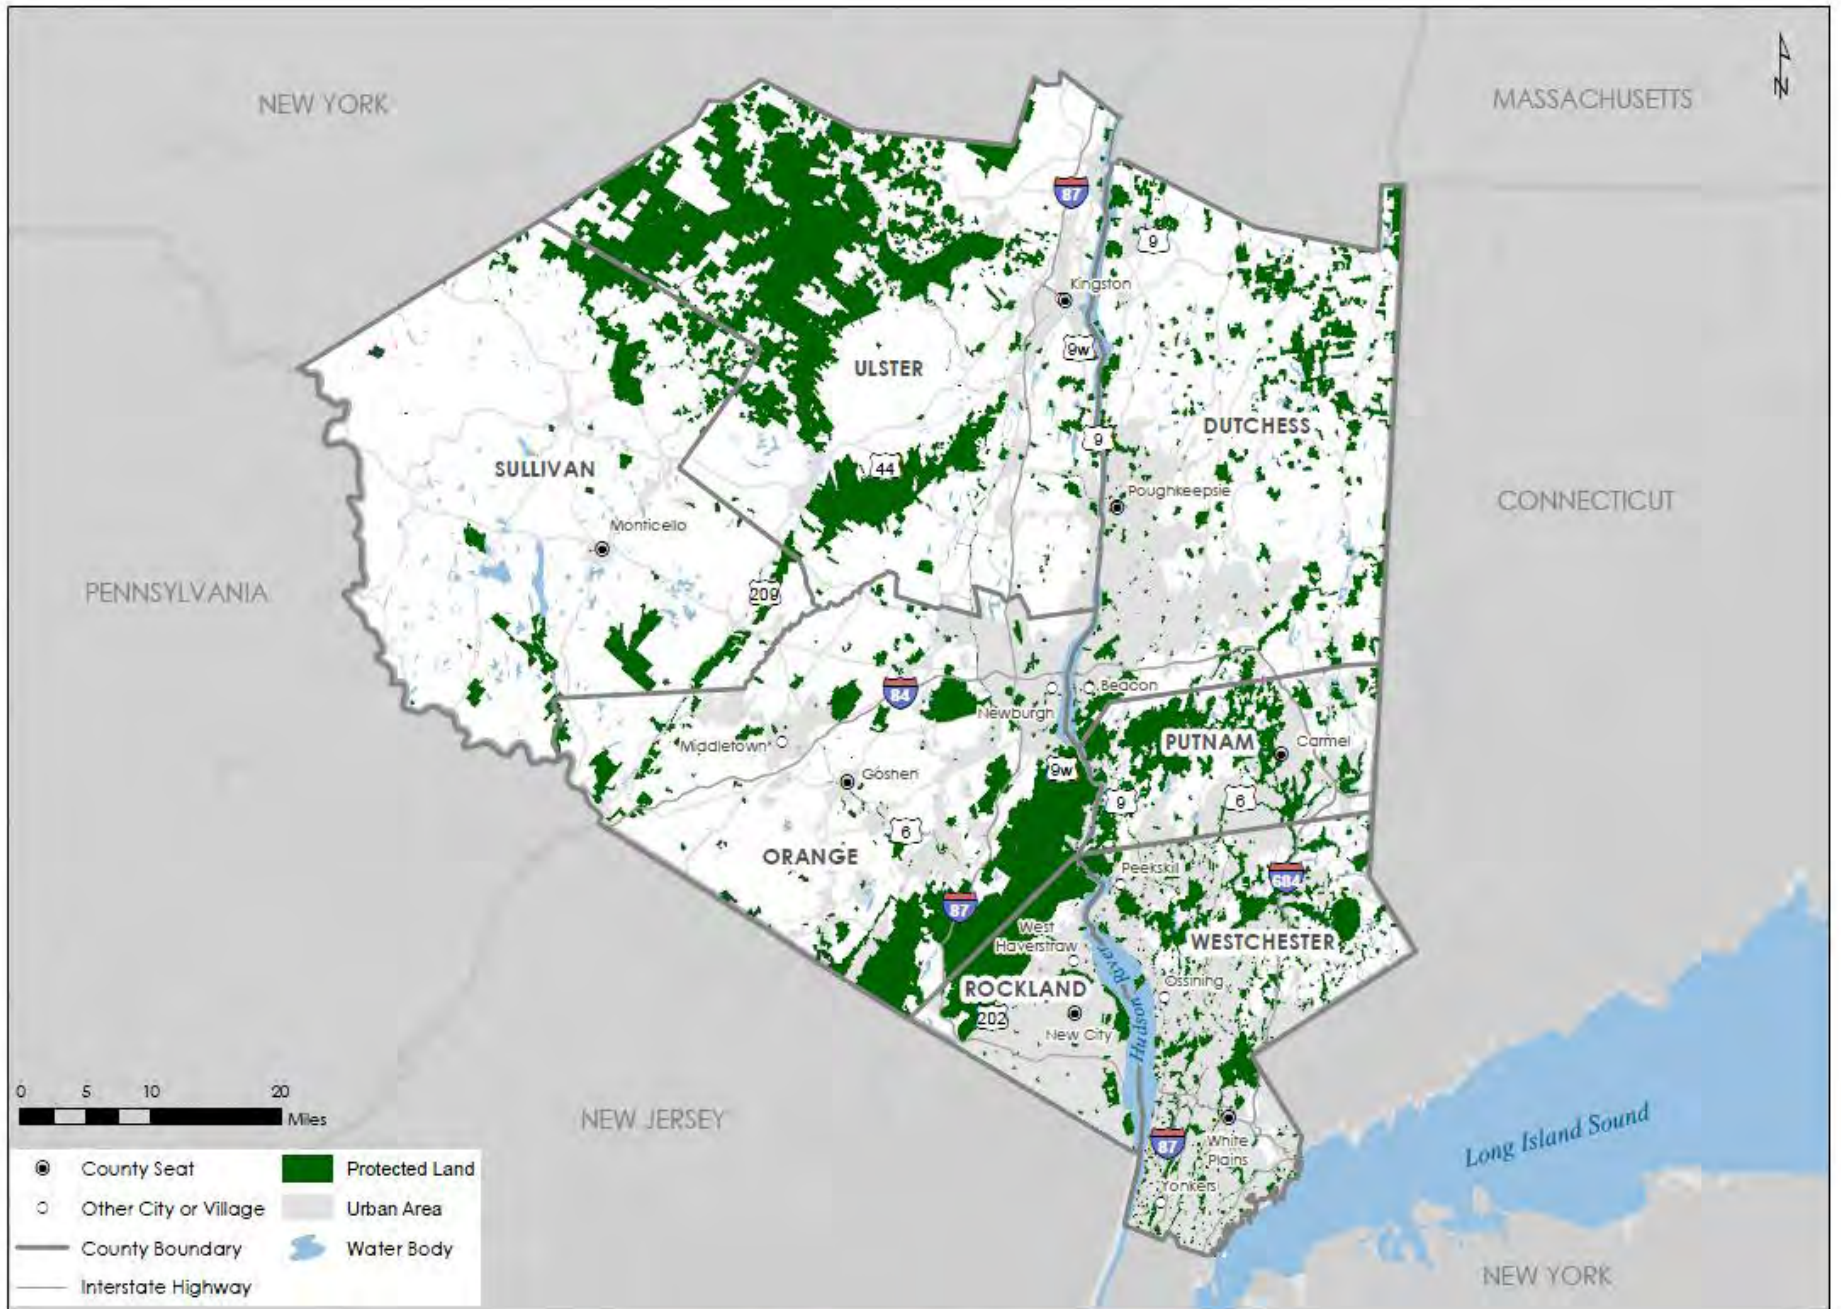 NEW YORK
MASSACHUSETTS
N
87
9
Kingston
9w
ULSTER
DUTCHESS
9
44
SULLIVAN
Poughkeepsie
CONNECTICUT
Monticello
PENNSYLVANIA
209
84
Beacon
Newburgh
Middletown
PUTNAM
Carmel
Goshen
9w
9
6
6
ORANGE
Peekskill
684
87
West
Haverstraw
WESTCHESTER
Hudson River
Ossining
ROCKLAND
202
New City
NEW JERSEY
87
White
Plains
Long Island Sound
Yonkers
NEW YORK
0 5 10 20
Miles
County Seat
Protected Land
Other City or Village
Urban Area
County Boundary
Water Body
Interstate Highway